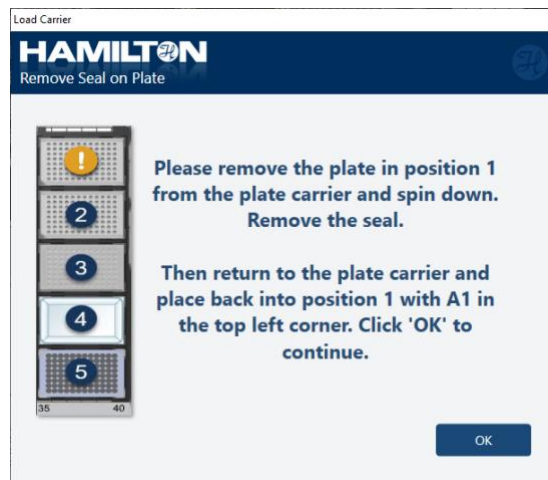 Load Carrier
HAMILTON
Remove Seal on Plate
!
2
3
4
5
35 40
Please remove the plate in position 1
from the plate carrier and spin down.
Remove the seal.
Then return to the plate carrier and
place back into position 1 with A1 in
the top left corner. Click 'OK' to
continue.
OK